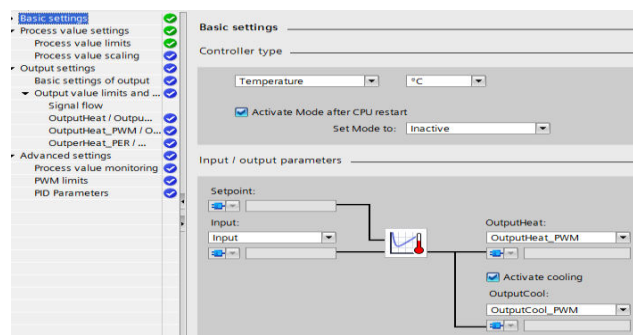 Basic settings
Process value settings
Process value limits
Process value scaling
Output settings
Basic settings of output
Output value limits and ...
Signal flow
OutputHeat / Outpu...
OutputHeat_PWM / O...
OutperHeat_PER / ...
Advanced settings
Process value monitoring
PWM limits
PID Parameters
Basic settings
Controller type
Temperature °C
Activate Mode after CPU restart
Set Mode to: Inactive
Input / output parameters
Setpoint:
Input:
Input
OutputHeat:
OutputHeat_PWM
Activate cooling
OutputCool:
OutputCool_PWM